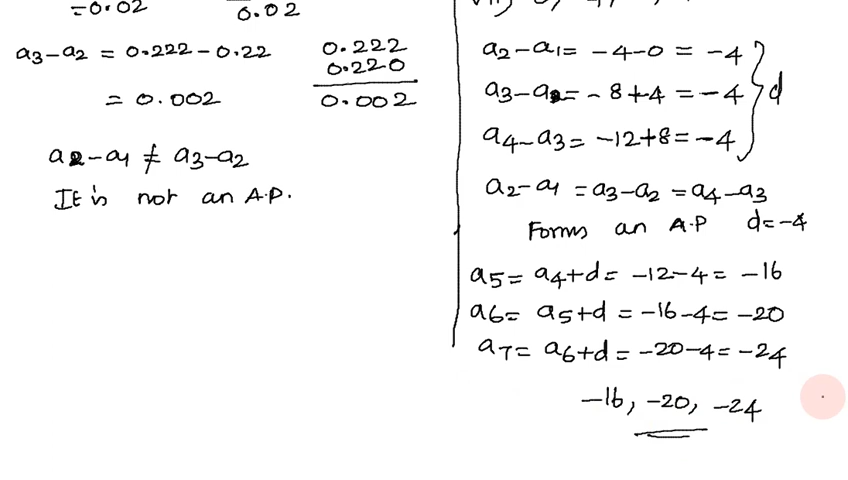 =0.02
0.02
a3-a2 = 0.222-0.22
0.222
0.220
= 0.002
0.002
a2-a1 ≠ a3-a2
It is not an A.P.
a2-a1= -4-0 = -4
a3-a2= -8+4 = -4
d
a4-a3= -12+8= -4
a2-a1 = a3-a2 = a4-a3
Forms an A.P d=-4
a5= a4+d= -12-4= -16
a6= a5+d = -16-4= -20
a7= a6+d= -20-4= -24
-16, -20, -24